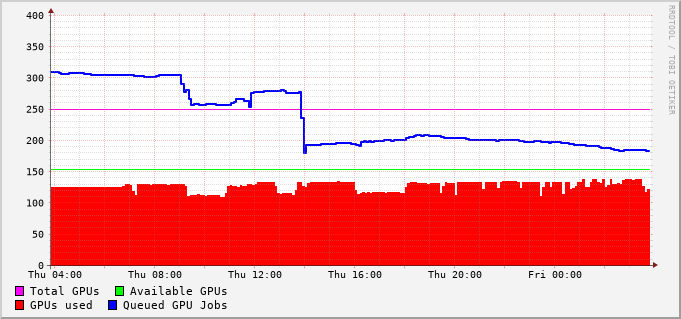 400
350
300
250
200
150
100
50
0
Thu 04:00 Thu 08:00 Thu 12:00 Thu 16:00 Thu 20:00 Fri 00:00
Total GPUs Available GPUs
GPUs used Queued GPU Jobs
RRDTOOL / TOBI OETIKER